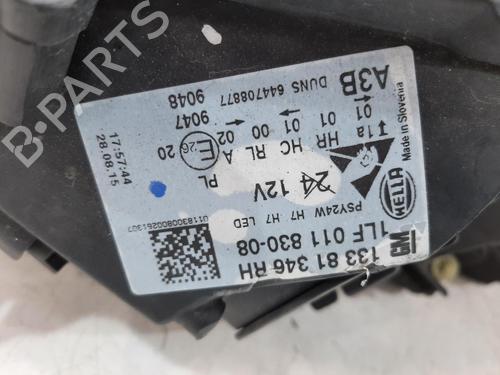 GM 133 81 346 RH
1LF 011 830-08
PSY24W H7 H7 LED
HELLA
Made in Slovenia
24 12V
PL
HR HC RL A
01 01 00 02
E26 20
01
A3B
9047
9048
DUNS 644708877
17:57:44
28.08.15
B-PARTS